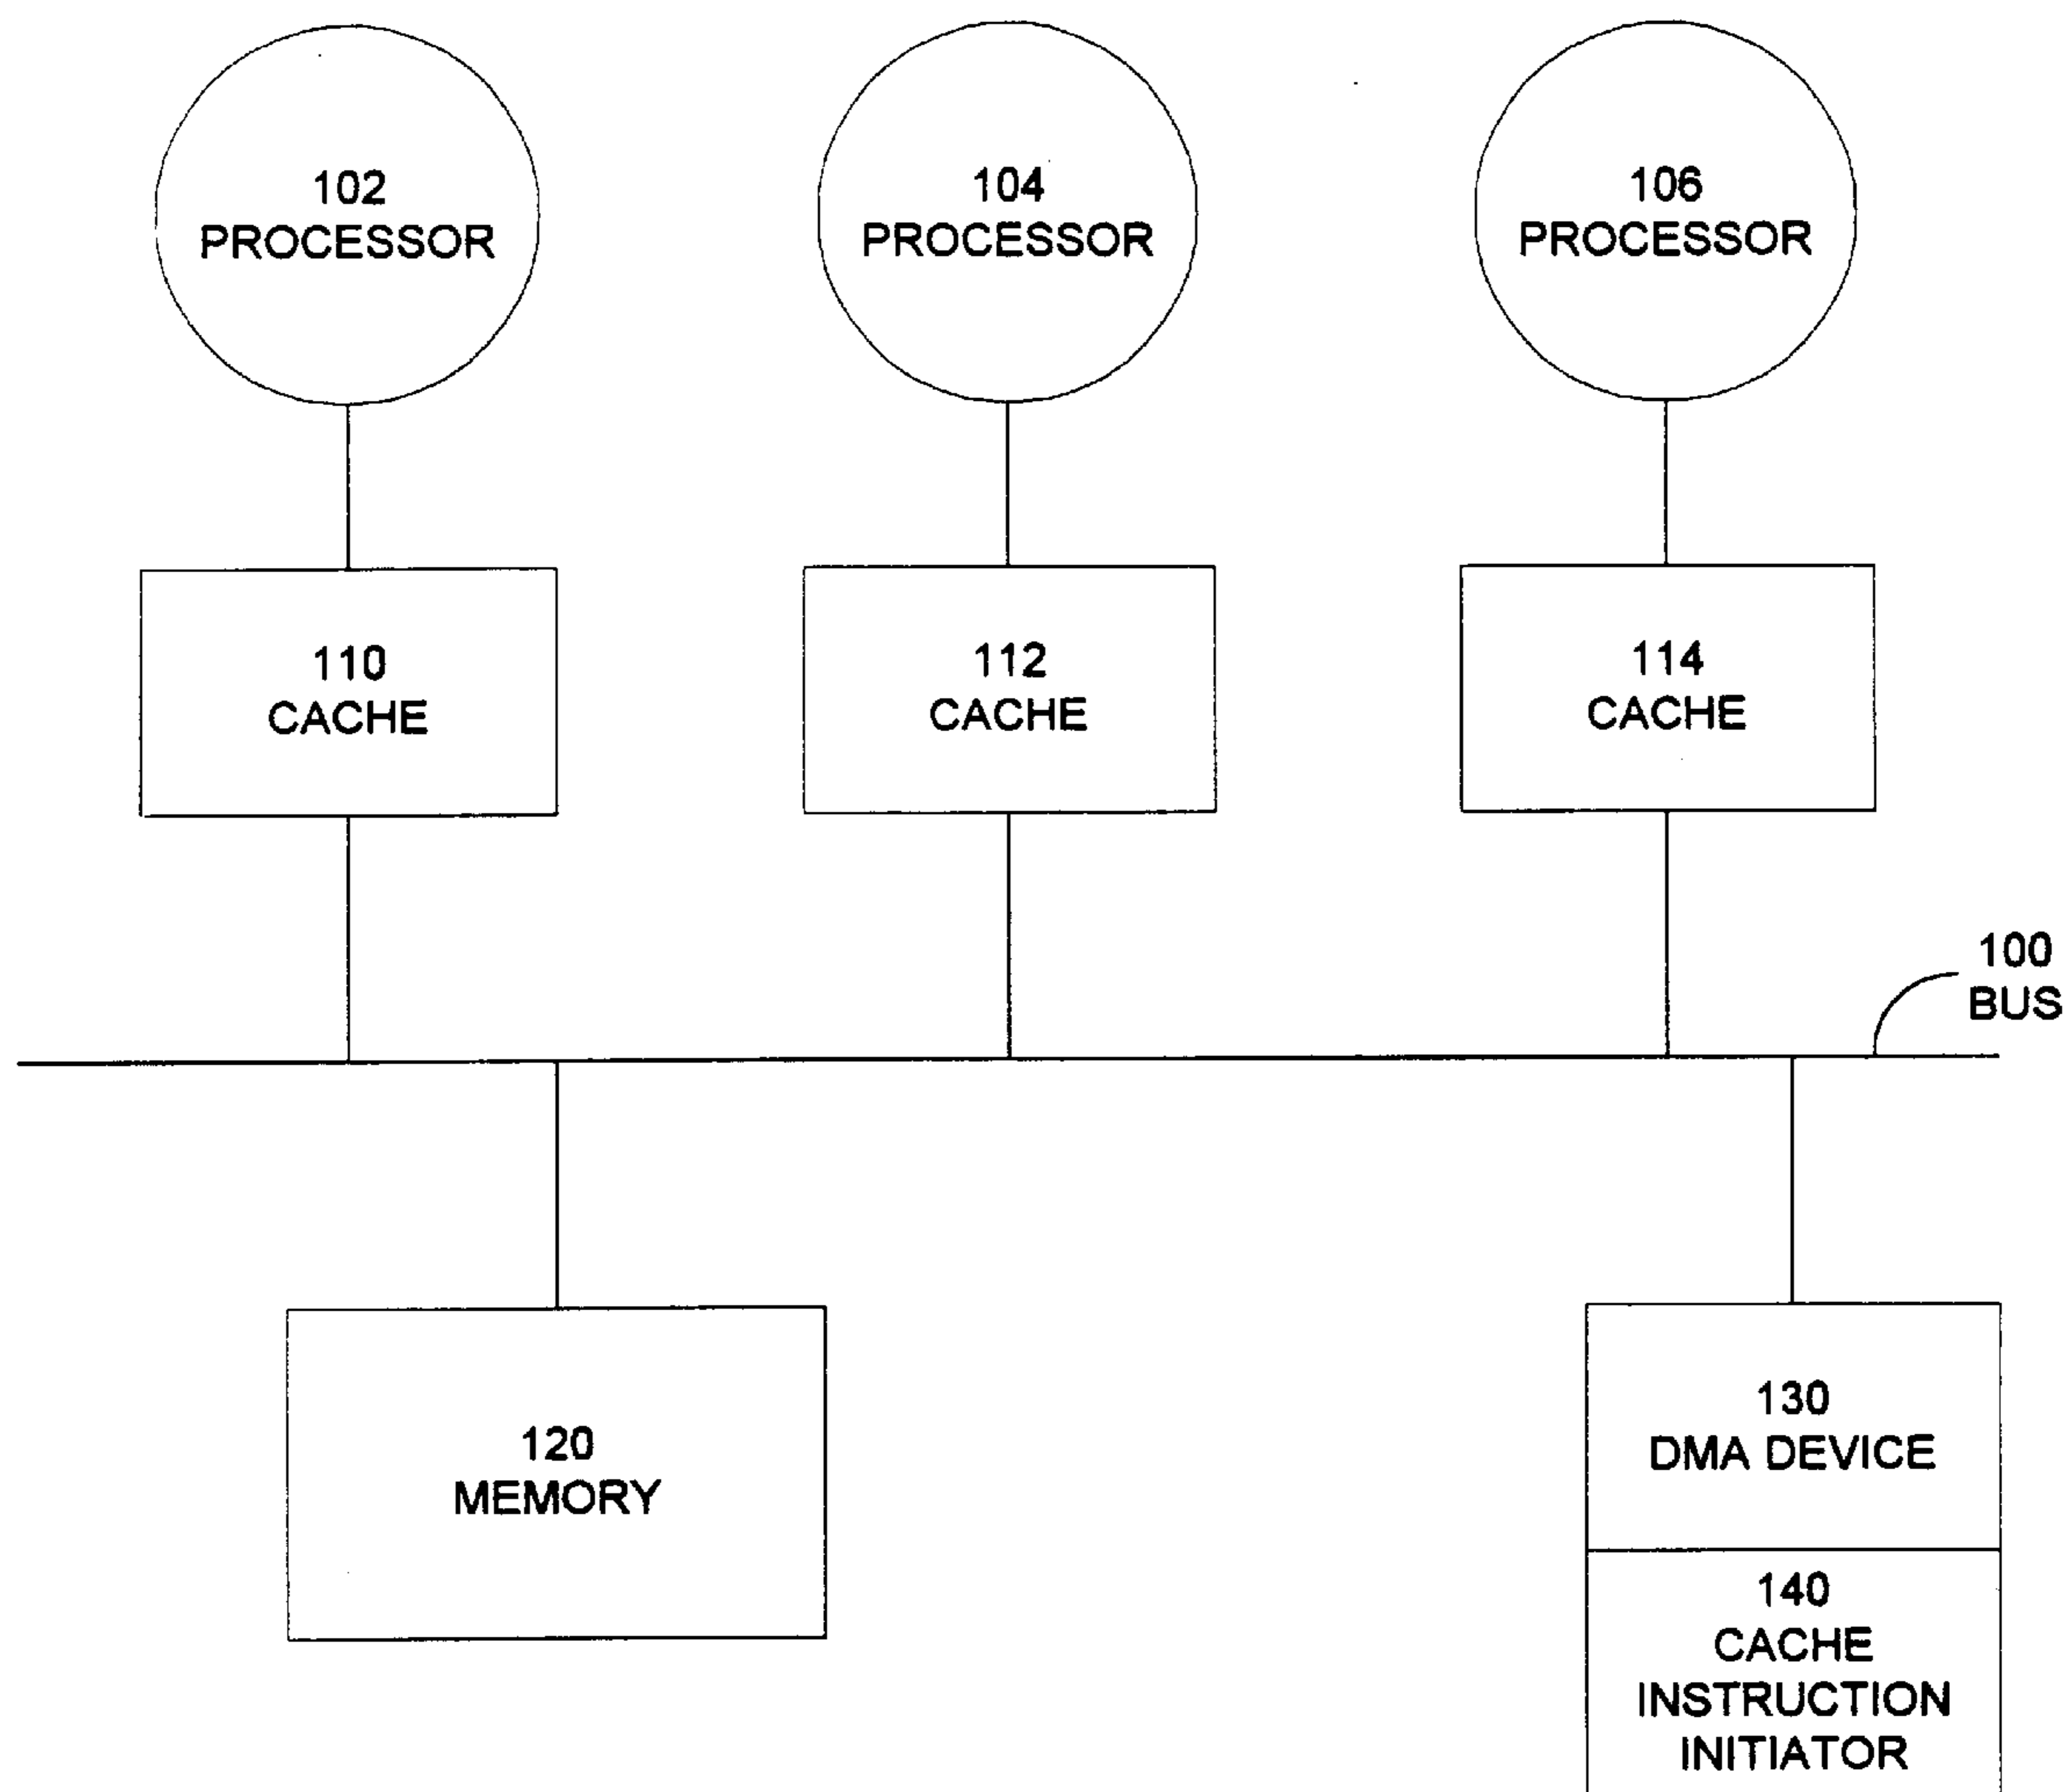 102
PROCESSOR
104
PROCESSOR
106
PROCESSOR
110
CACHE
112
CACHE
114
CACHE
100
BUS
120
MEMORY
130
DMA DEVICE
140
CACHE
INSTRUCTION
INITIATOR